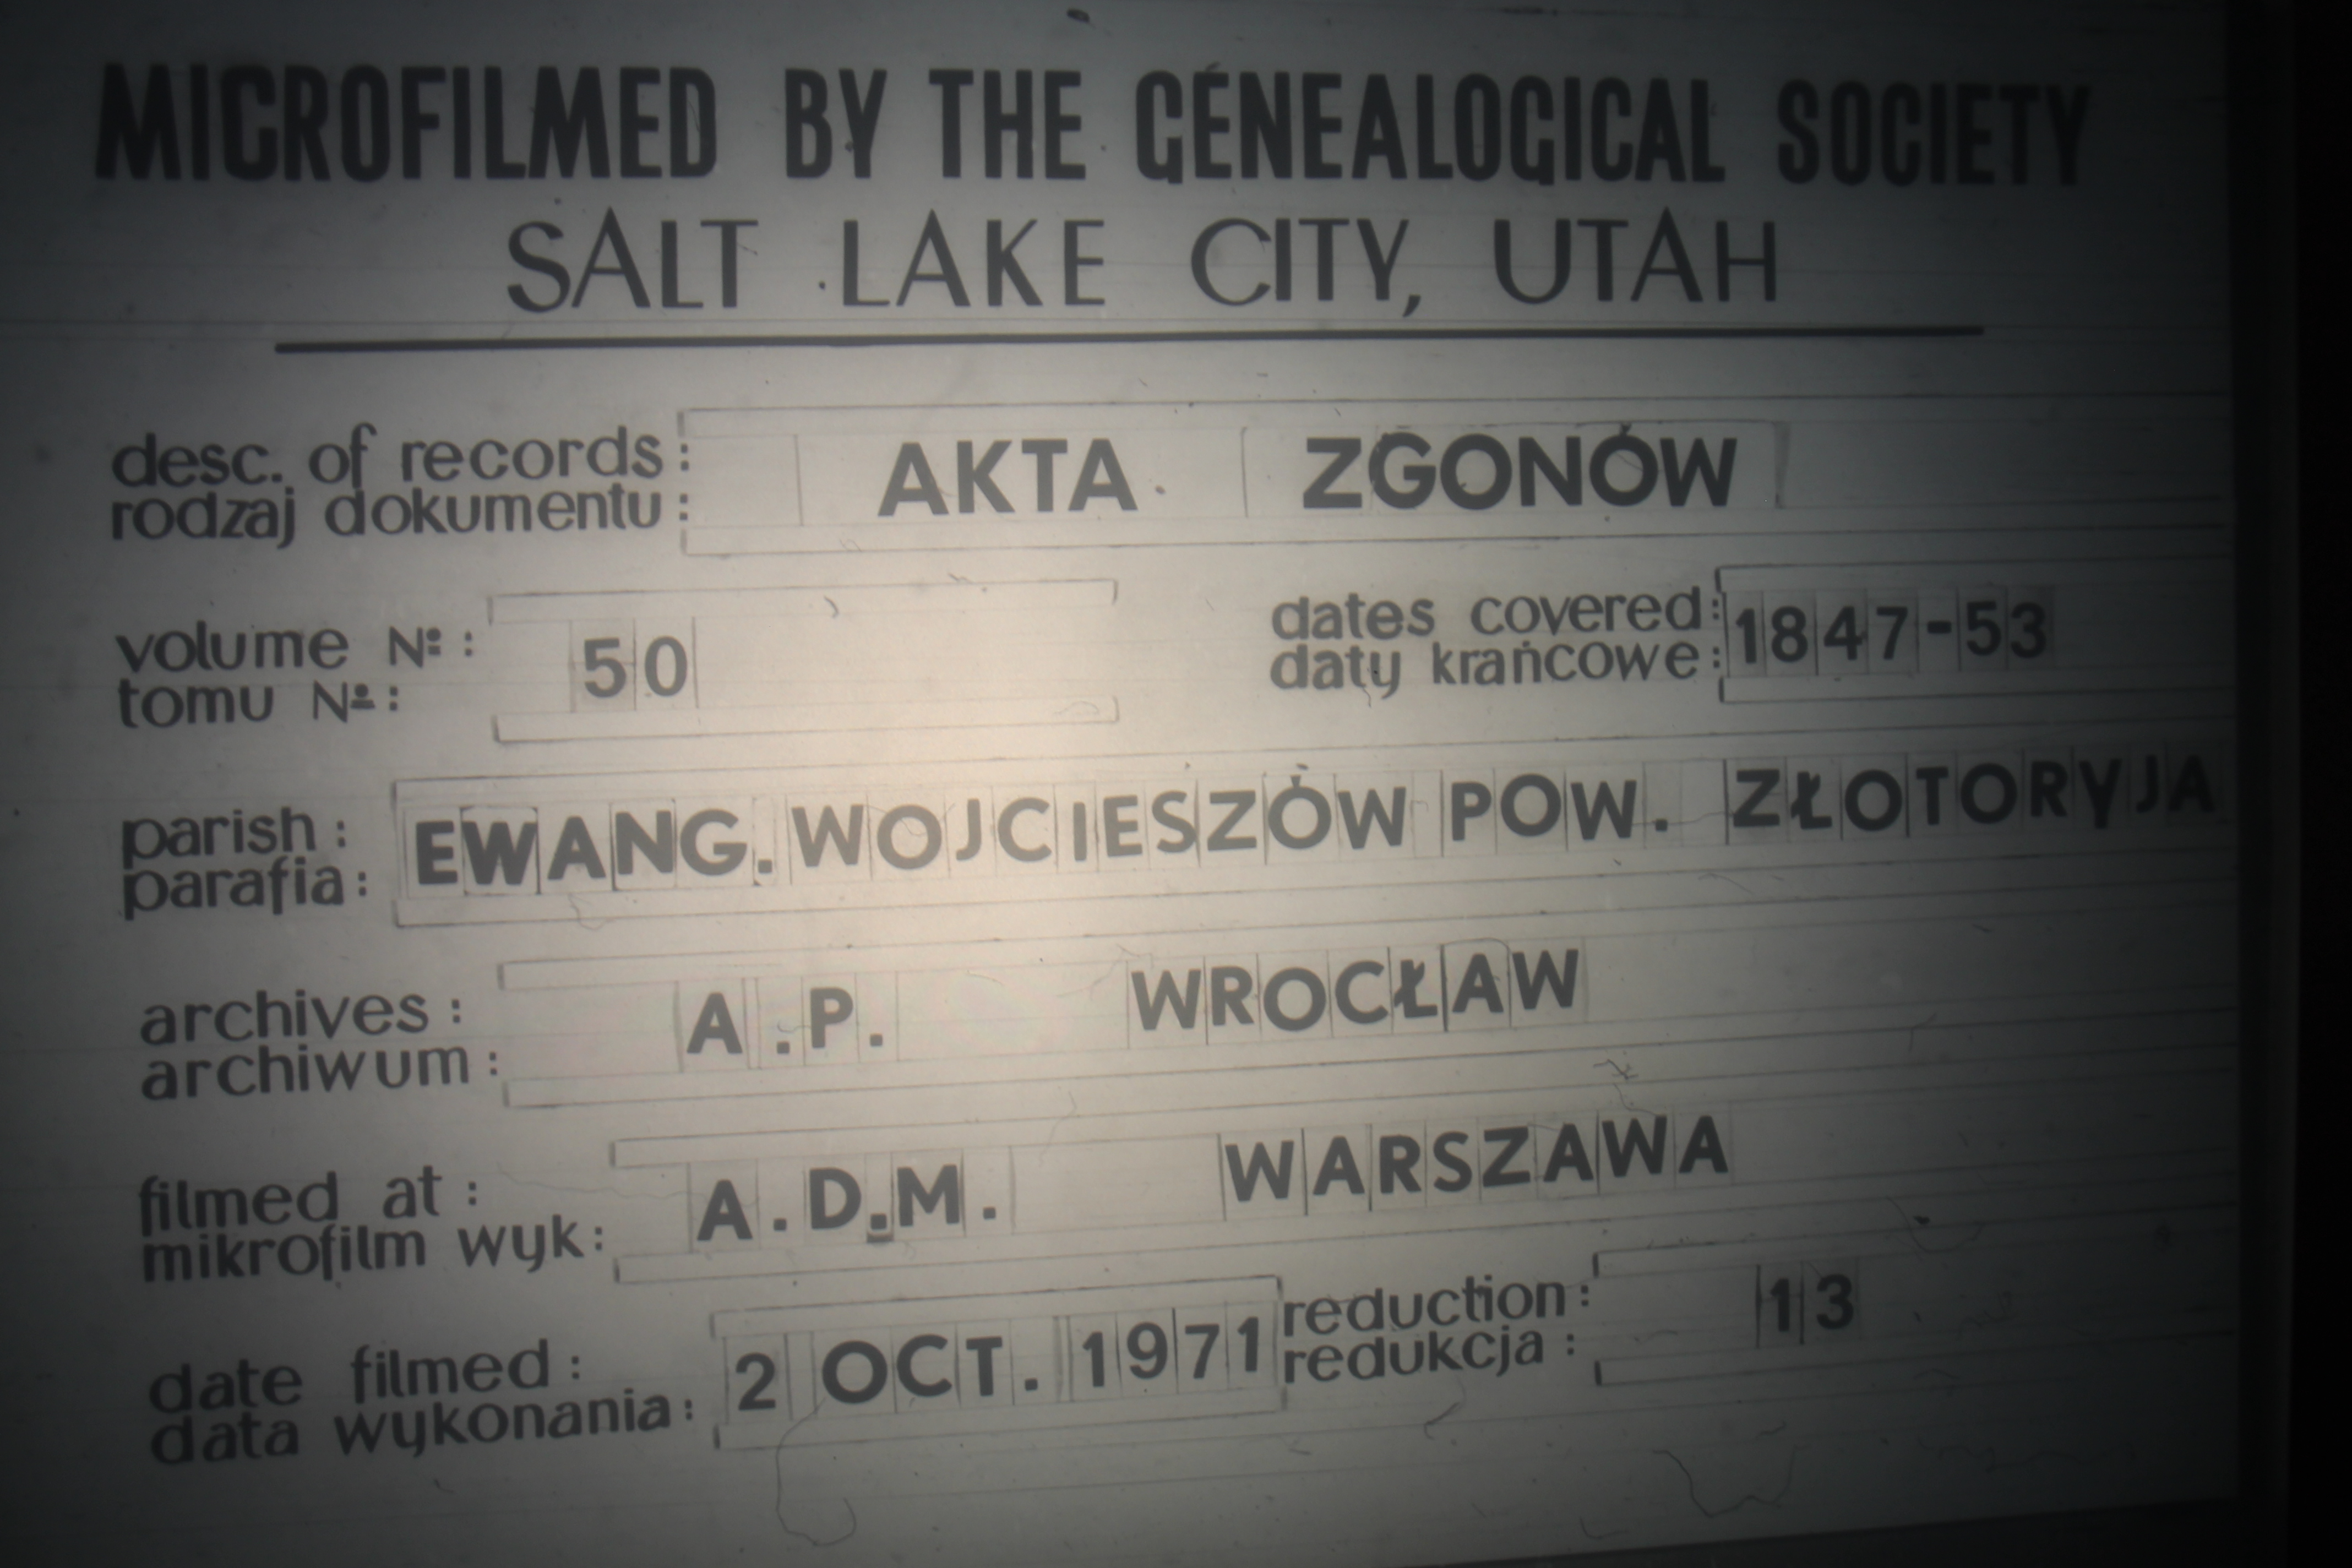 MICROFILMED BY THE GENEALOGICAL SOCIETY
SALT LAKE CITY, UTAH
desc. of records: AKTA ZGONÓW
rodzaj dokumentu:
volume Nº: 50
tomu Nº:
dates covered: 1847-53
daty krańcowe:
parish: EWANG. WOJCIESZÓW POW. ZŁOTORYJA
parafia:
archives: A.P. WROCŁAW
archiwum:
filmed at: A.D.M. WARSZAWA
mikrofilm wyk:
date filmed: 2 OCT. 1971
data wykonania:
reduction: 13
redukcja: